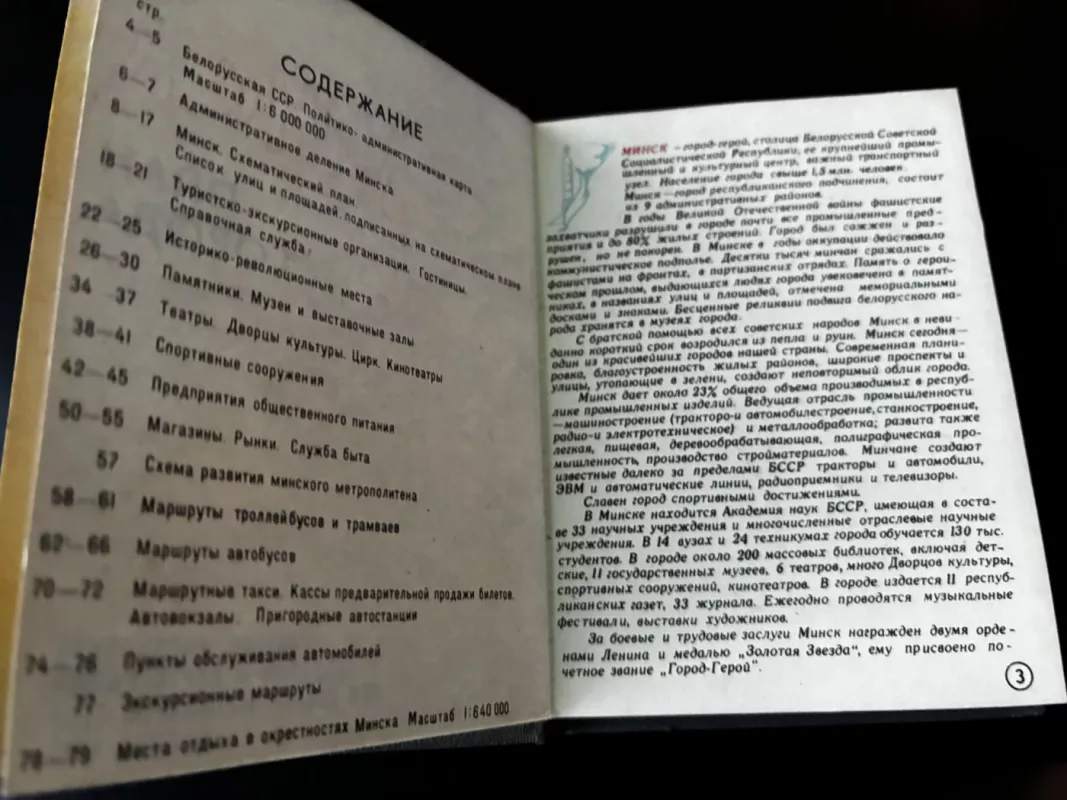 СОДЕРЖАНИЕ
стр.
4—5 Белорусская ССР. Политико-административная карта
Масштаб 1:6 000 000
6—7 Административное деление Минска
8—17 Минск. Схематический план.
Список улиц и площадей, подписанных на схематическом плане
18—21 Туристско-экскурсионные организации. Гостиницы.
Справочная служба
22—25 Историко-революционные места
26—30 Памятники. Музеи и выставочные залы
34—37 Театры. Дворцы культуры. Цирк. Кинотеатры
38—41 Спортивные сооружения
42—45 Предприятия общественного питания
50—55 Магазины. Рынки. Служба быта
57 Схема развития минского метрополитена
58—61 Маршруты троллейбусов и трамваев
62—66 Маршруты автобусов
70—72 Маршрутные такси. Кассы предварительной продажи билетов.
Автовокзалы. Пригородные автостанции
74—76 Пункты обслуживания автомобилей
77 Экскурсионные маршруты
78—79 Места отдыха в окрестностях Минска Масштаб 1:640 000
МИНСК – город-герой, столица Белорусской Советской
Социалистической Республики, ее крупнейший промы-
шленный и культурный центр, важный транспортный
узел. Население города свыше 1,5 млн. человек.
Минск – город республиканского подчинения, состоит
из 9 административных районов.
В годы Великой Отечественной войны фашистские
захватчики разрушили в городе почти все промышленные пред-
приятия и до 80% жилых строений. Город был сожжен и раз-
рушен, но не покорен. В Минске в годы оккупации действовало
коммунистическое подполье. Десятки тысяч минчан сражались с
фашистами на фронтах, в партизанских отрядах. Память о герои-
ческом прошлом, выдающихся людях города увековечена в памят-
никах, в названиях улиц и площадей, отмечена мемориальными
досками и знаками. Бесценные реликвии подвига белорусского на-
рода хранятся в музеях города.
С братской помощью всех советских народов Минск в неви-
данно короткий срок возродился из пепла и руин. Минск сегодня—
один из красивейших городов нашей страны. Современная плани-
ровка, благоустроенность жилых районов, широкие проспекты и
улицы, утопающие в зелени, создают неповторимый облик города.
Минск дает около 23% общего объема производимых в респуб-
лике промышленных изделий. Ведущая отрасль промышленности
—машиностроение (тракторо-и автомобилестроение, станкостроение,
радио-и электротехническое) и металлообработка; развита также
легкая, пищевая, деревообрабатывающая, полиграфическая про-
мышленность, производство стройматериалов. Минчане создают
известные далеко за пределами БССР тракторы и автомобили,
ЭВМ и автоматические линии, радиоприемники и телевизоры.
Славен город спортивными достижениями.
В Минске находится Академия наук БССР, имеющая в соста-
ве 33 научных учреждения и многочисленные отраслевые научные
учреждения. В 14 вузах и 24 техникумах города обучается 130 тыс.
студентов. В городе около 200 массовых библиотек, включая дет-
ские, 11 государственных музеев, 6 театров, много Дворцов культуры,
спортивных сооружений, кинотеатров. В городе издается 11 респуб-
ликанских газет, 33 журнала. Ежегодно проводятся музыкальные
фестивали, выставки художников.
За боевые и трудовые заслуги Минск награжден двумя орде-
нами Ленина и медалью „Золотая Звезда“, ему присвоено по-
четное звание „Город-Герой“.
3